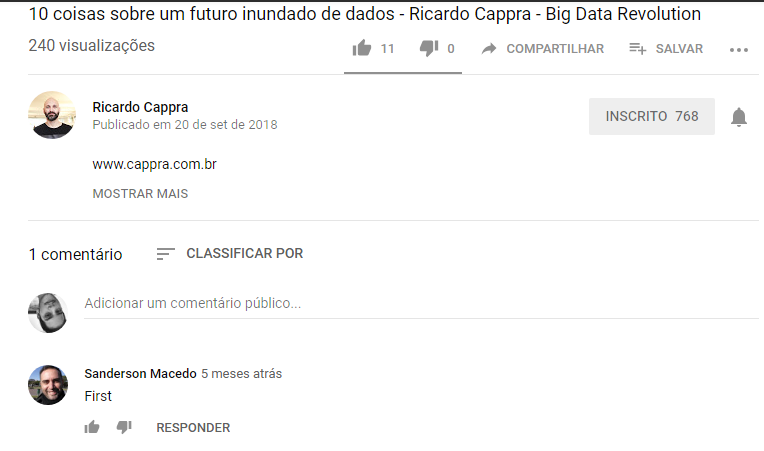 10 coisas sobre um futuro inundado de dados - Ricardo Cappra - Big Data Revolution
240 visualizações
11 0 COMPARTILHAR SALVAR
Ricardo Cappra
Publicado em 20 de set de 2018
INSCRITO 768
www.cappra.com.br
MOSTRAR MAIS
1 comentário CLASSIFICAR POR
Adicionar um comentário público...
Sanderson Macedo 5 meses atrás
First
RESPONDER